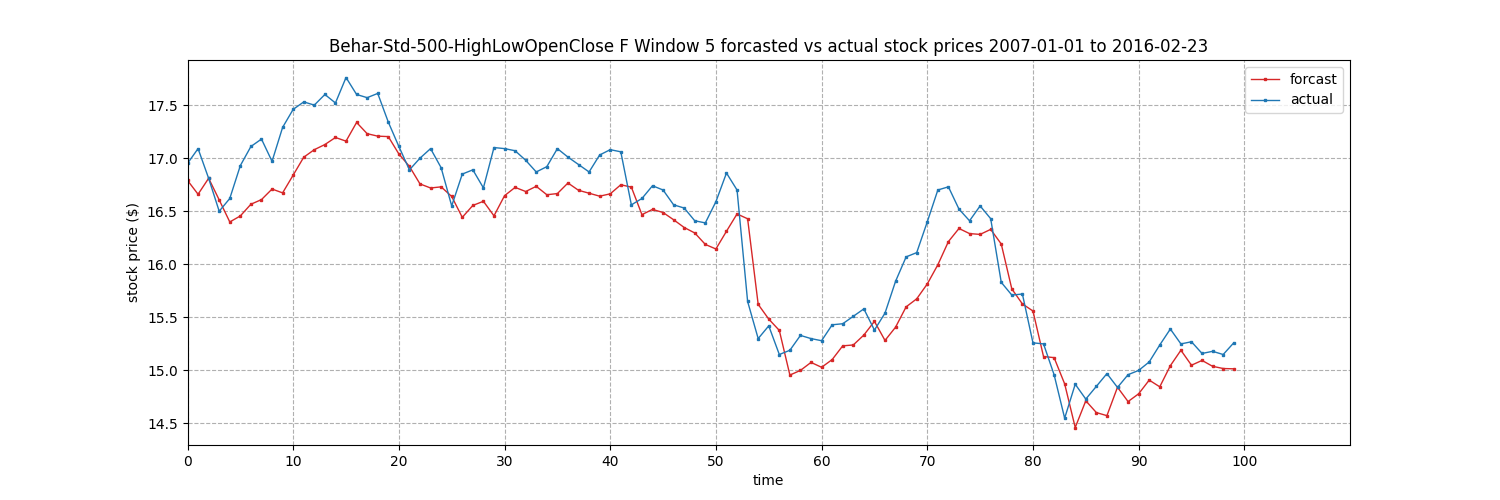 Behar-Std-500-HighLowOpenClose F Window 5 forcasted vs actual stock prices 2007-01-01 to 2016-02-23
forcast
actual
stock price ($)
17.5
17.0
16.5
16.0
15.5
15.0
14.5
0 10 20 30 40 50 60 70 80 90 100
time